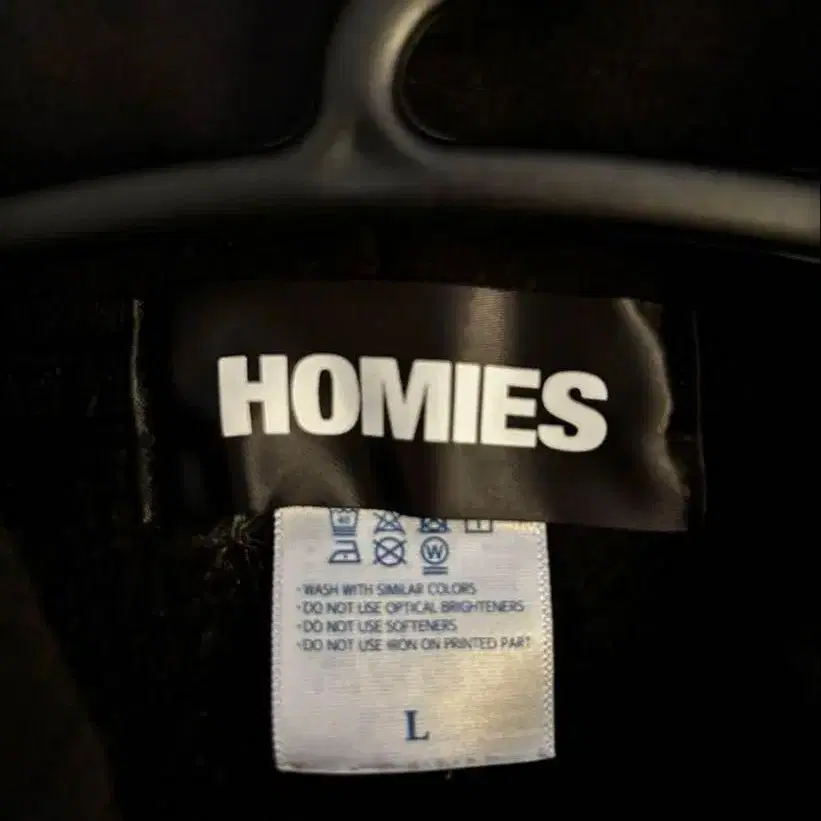 HOMIES
40
W
· WASH WITH SIMILAR COLORS
· DO NOT USE OPTICAL BRIGHTENERS
· DO NOT USE SOFTENERS
· DO NOT USE IRON ON PRINTED PART
L